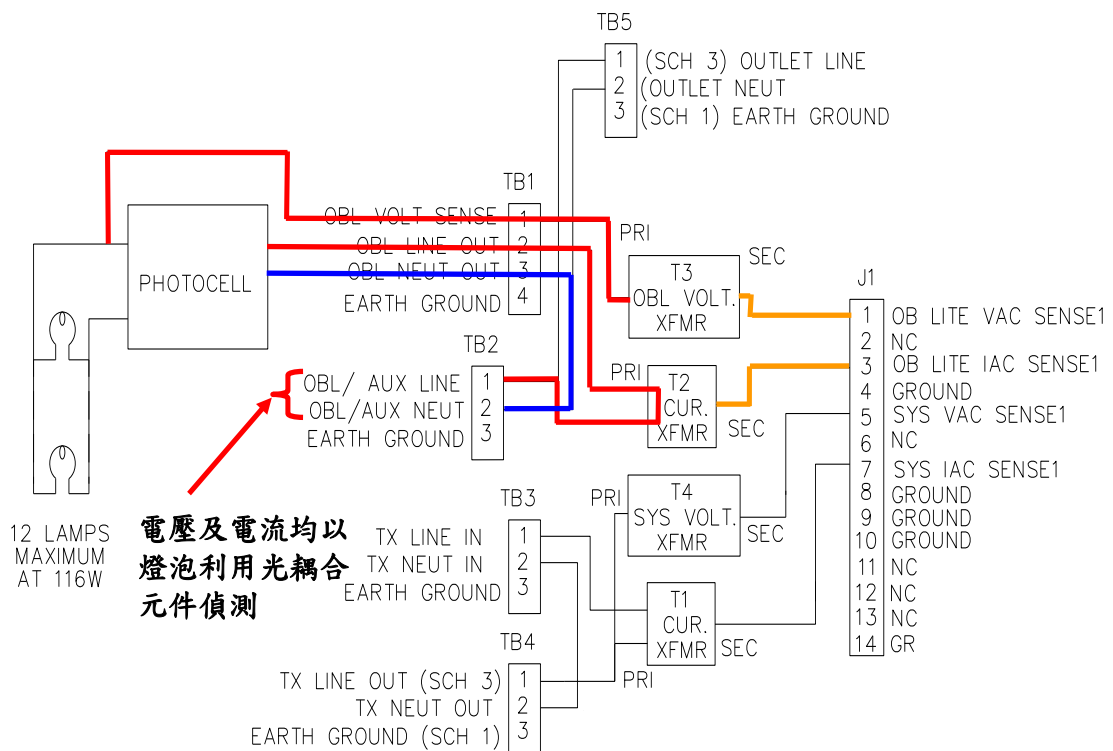 TB5
1 (SCH 3) OUTLET LINE
2 (OUTLET NEUT
3 (SCH 1) EARTH GROUND
PHOTOCELL
12 LAMPS
MAXIMUM
AT 116W
TB1
OBL VOLT SENSE 1
OBL LINE OUT 2
OBL NEUT OUT 3
EARTH GROUND 4
TB2
OBL/ AUX LINE 1
OBL/AUX NEUT 2
EARTH GROUND 3
電壓及電流均以
燈泡利用光耦合
元件偵測
TB3
TX LINE IN 1
TX NEUT IN 2
EARTH GROUND 3
TB4
TX LINE OUT (SCH 3) 1
TX NEUT OUT 2
EARTH GROUND (SCH 1) 3
PRI
SEC
T3
OBL VOLT.
XFMR
PRI
T2
CUR.
XFMR
SEC
PRI
T4
SYS VOLT.
XFMR
SEC
T1
CUR.
XFMR
SEC
PRI
J1
1 OB LITE VAC SENSE1
2 NC
3 OB LITE IAC SENSE1
4 GROUND
5 SYS VAC SENSE1
6 NC
7 SYS IAC SENSE1
8 GROUND
9 GROUND
10 GROUND
11 NC
12 NC
13 NC
14 GR